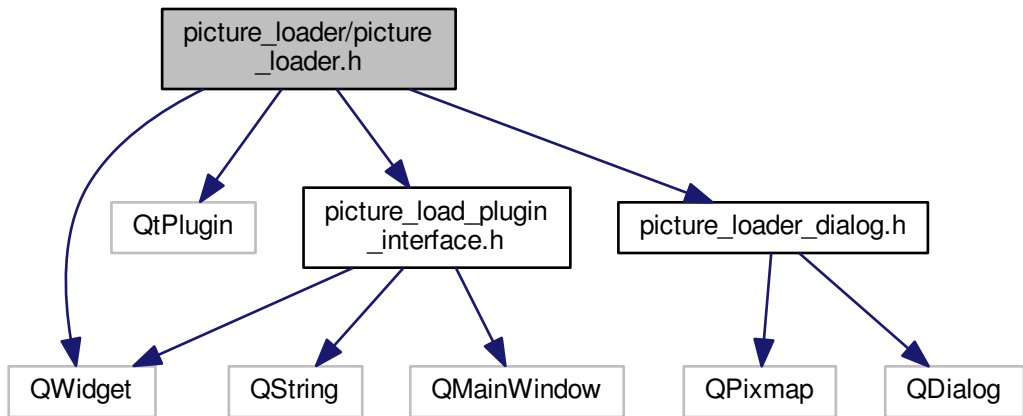 picture_loader/picture
_loader.h
QtPlugin
picture_load_plugin
_interface.h
picture_loader_dialog.h
QWidget
QString
QMainWindow
QPixmap
QDialog